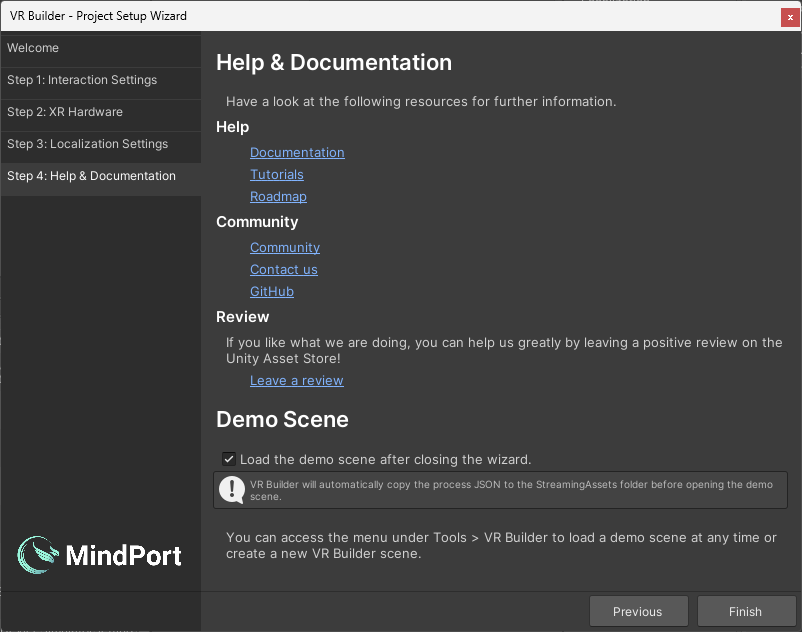 VR Builder - Project Setup Wizard
x
Welcome
Step 1: Interaction Settings
Step 2: XR Hardware
Step 3: Localization Settings
Step 4: Help & Documentation
Help & Documentation
Have a look at the following resources for further information.
Help
Documentation
Tutorials
Roadmap
Community
Community
Contact us
GitHub
Review
If you like what we are doing, you can help us greatly by leaving a positive review on the
Unity Asset Store!
Leave a review
Demo Scene
Load the demo scene after closing the wizard.
VR Builder will automatically copy the process JSON to the StreamingAssets folder before opening the demo
scene.
You can access the menu under Tools > VR Builder to load a demo scene at any time or
create a new VR Builder scene.
MindPort
Previous
Finish